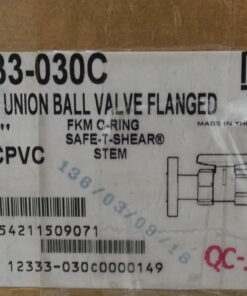 33-030C
UNION BALL VALVE FLANGED
" FKM O-RING
SAFE-T-SHEAR®
STEM
CPVC
MADE IN THE
136/03/09/16
54211509071
12333-030C0000149
QC-